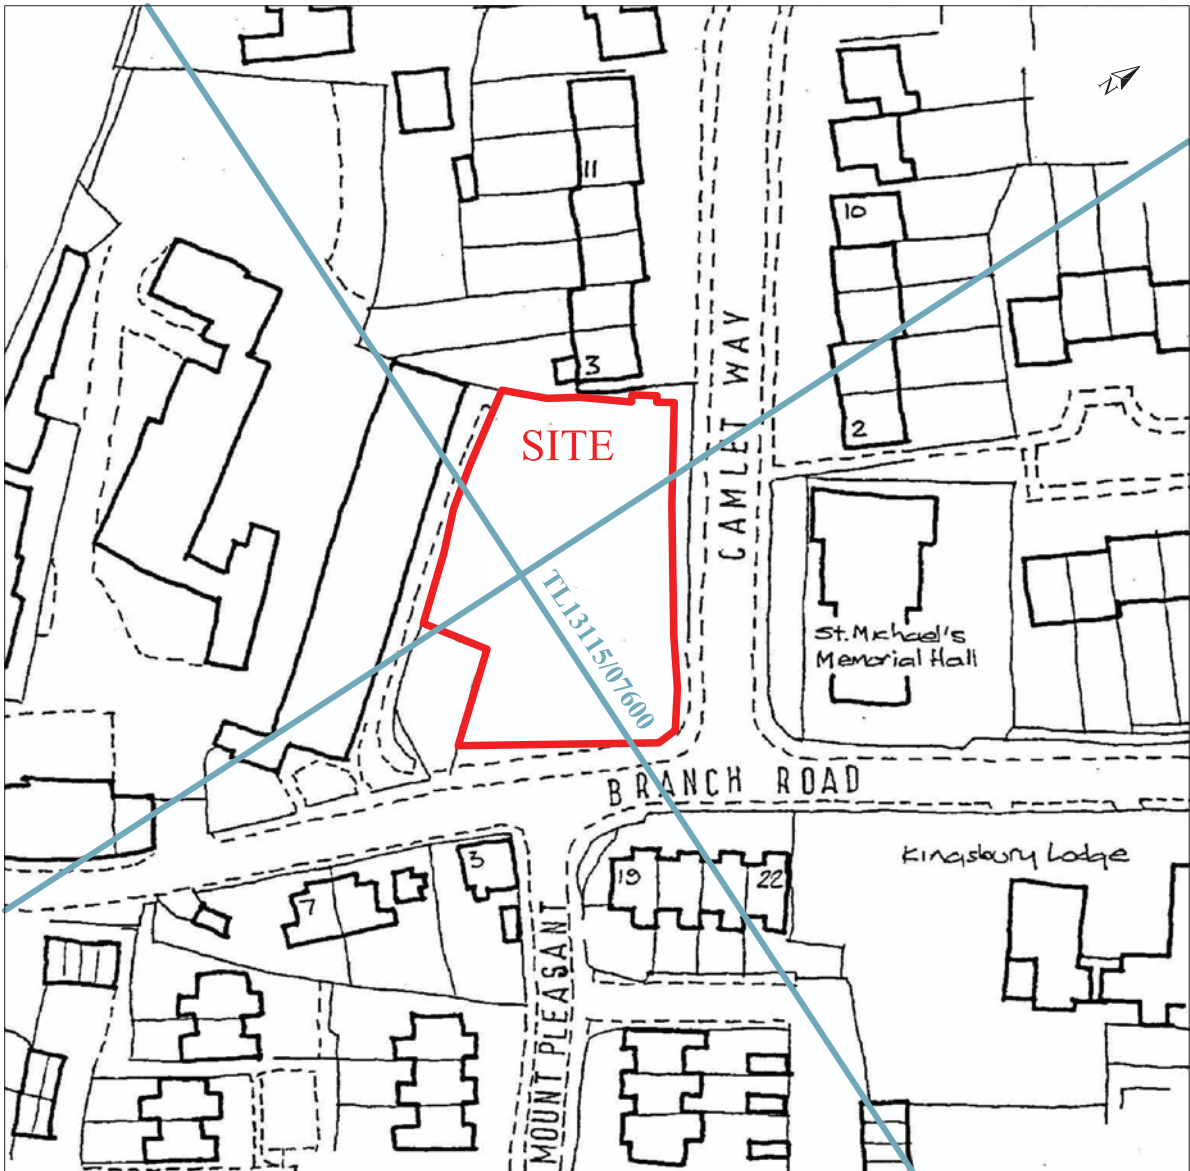 N
11
10
3
2
SITE
CAMLET WAY
TL13115/07600
St. Michael's
Memorial Hall
BRANCH ROAD
Kingsbury Lodge
3
19
22
7
MOUNT PLEASANT